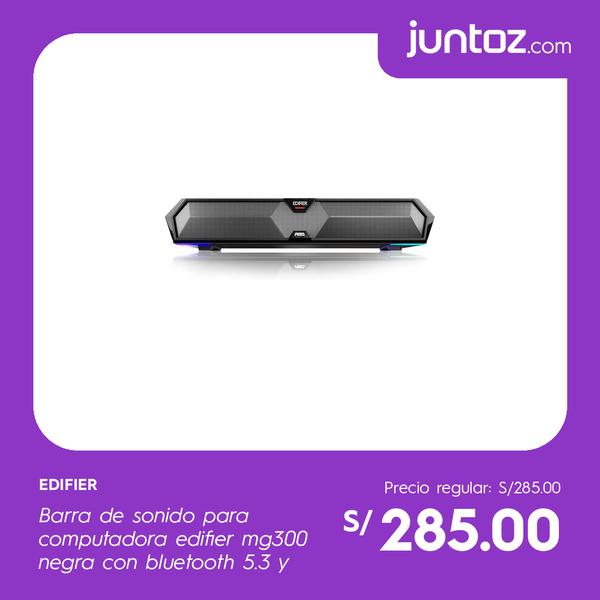 juntoz.com
EDIFIER
EDIFIER
Barra de sonido para
computadora edifier mg300
negra con bluetooth 5.3 y
Precio regular: S/285.00
S/ 285.00